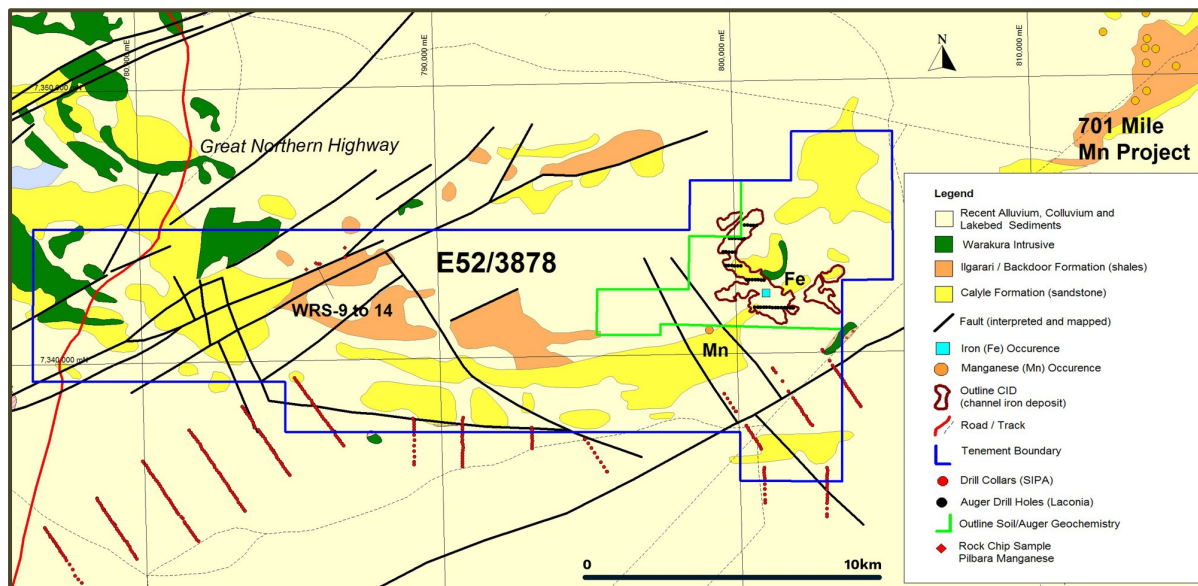 780,000 mE
790,000 mE
800,000 mE
810,000 mE
N
7,350,000 mN
Great Northern Highway
701 Mile
Mn Project
E52/3878
Fe
WRS-9 to 14
Mn
7,340,000 mN
0
10km
Legend
Recent Alluvium, Colluvium and
Lakebed Sediments
Warakura Intrusive
Ilgarari / Backdoor Formation (shales)
Calyle Formation (sandstone)
Fault (interpreted and mapped)
Iron (Fe) Occurence
Manganese (Mn) Occurence
Outline CID
(channel iron deposit)
Road / Track
Tenement Boundary
Drill Collars (SIPA)
Auger Drill Holes (Laconia)
Outline Soil/Auger Geochemistry
Rock Chip Sample
Pilbara Manganese